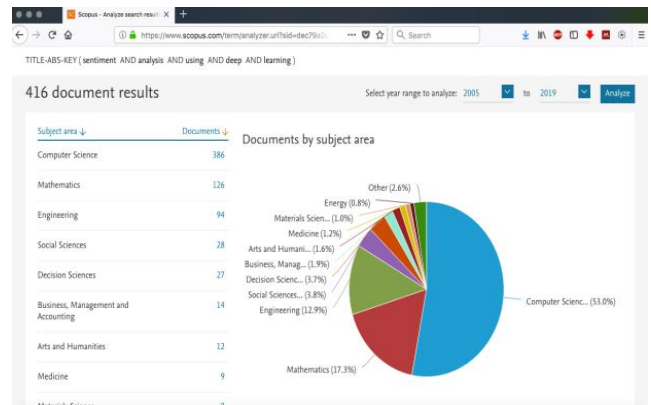 Scopus - Analyze search result
https://www.scopus.com/term/analyzer.url?sid=dec79a2
Search
TITLE-ABS-KEY ( sentiment AND analysis AND using AND deep AND learning )
416 document results
Select year range to analyze: 2005 to 2019 Analyze
Subject area Documents
Computer Science 386
Mathematics 126
Engineering 94
Social Sciences 28
Decision Sciences 27
Business, Management and
Accounting 14
Arts and Humanities 12
Medicine 9
Documents by subject area
Other (2.6%)
Energy (0.8%)
Materials Scien... (1.0%)
Medicine (1.2%)
Arts and Humani... (1.6%)
Business, Manag... (1.9%)
Decision Scienc... (3.7%)
Social Sciences... (3.8%)
Engineering (12.9%)
Mathematics (17.3%)
Computer Scienc... (53.0%)